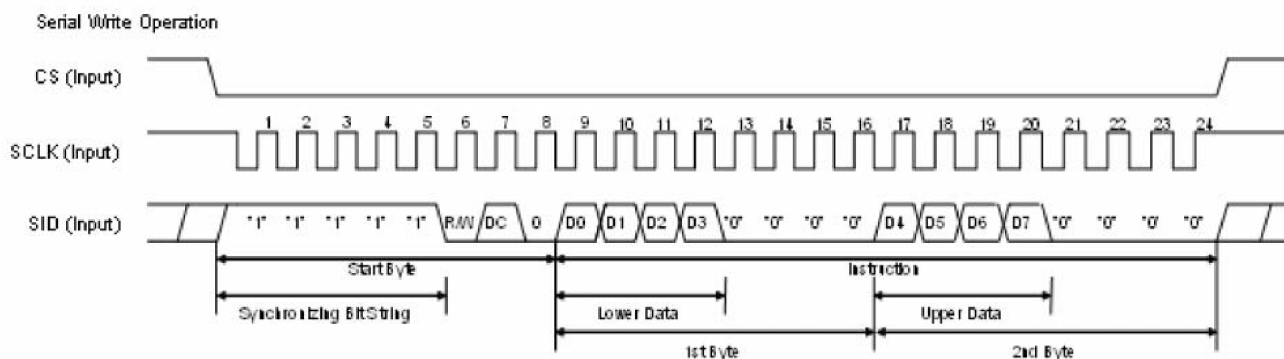 Serial Write Operation
CS (Input)
1 2 3 4 5 6 7 8 9 10 11 12 13 14 15 16 17 18 19 20 21 22 23 24
SCLK (Input)
SID (Input) "1" "1" "1" "1" "1" R/W DC 0 D0 D1 D2 D3 "0" "0" "0" "0" D4 D5 D6 D7 "0" "0" "0" "0"
Start Byte Instruction
Synchronizing Bit String Lower Data Upper Data
1st Byte 2nd Byte